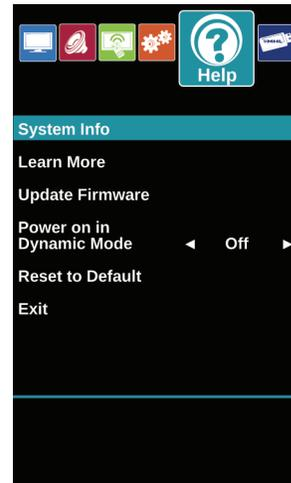 Help
System Info
Learn More
Update Firmware
Power on in
Dynamic Mode ◄ Off ►
Reset to Default
Exit